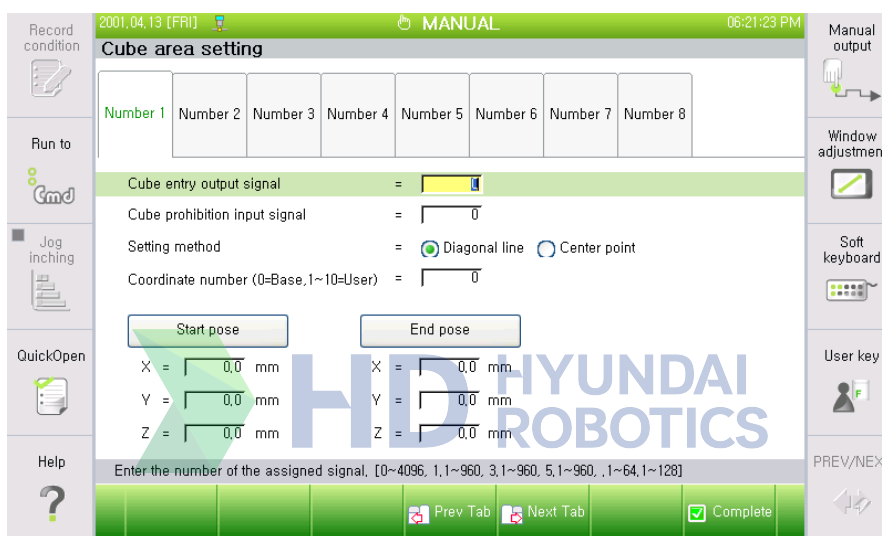 2001.04.13 [FRI] MANUAL 06:21:23 PM
Cube area setting
Record
condition
Run to
Cmd
Jog
inching
QuickOpen
Help
?
Number 1 Number 2 Number 3 Number 4 Number 5 Number 6 Number 7 Number 8
Cube entry output signal = 0
Cube prohibition input signal = 0
Setting method = Diagonal line Center point
Coordinate number (0=Base,1~10=User) = 0
Start pose End pose
X = 0.0 mm X = 0.0 mm
Y = 0.0 mm Y = 0.0 mm
Z = 0.0 mm Z = 0.0 mm
HD HYUNDAI
ROBOTICS
Enter the number of the assigned signal, [0~4096, 1.1~960, 3.1~960, 5.1~960, .1~64.1~128]
Prev Tab Next Tab Complete
Manual
output
Window
adjustmen
Soft
keyboard
User key
F
PREV/NEX